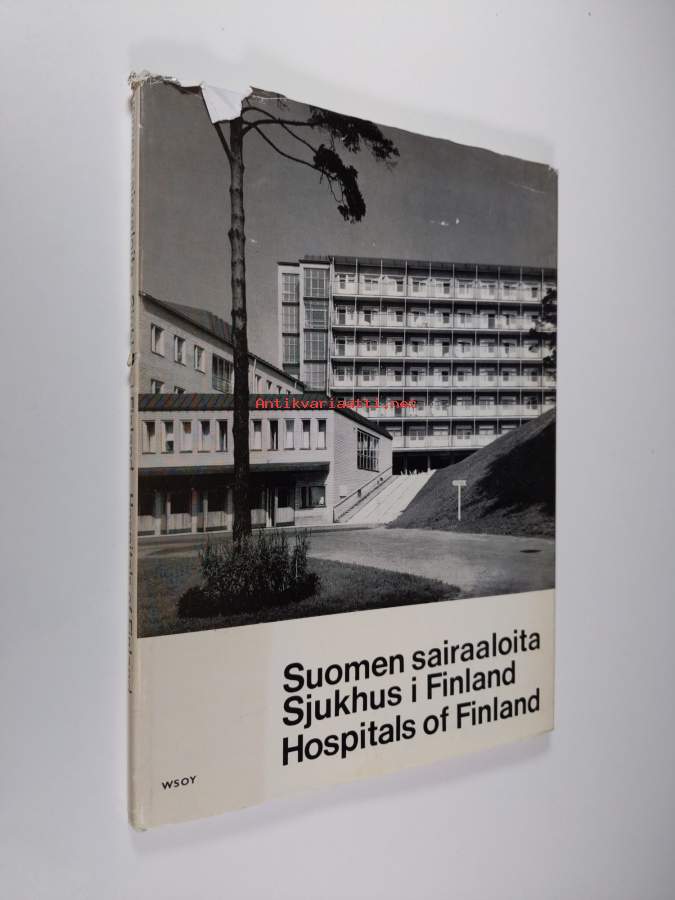 Antikvariaatti.net
Suomen sairaaloita
Sjukhus i Finland
Hospitals of Finland
WSOY